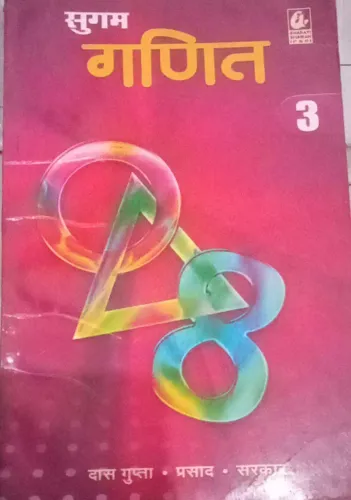 सुगम
गणित
3
दास गुप्ता • प्रसाद • सरकार